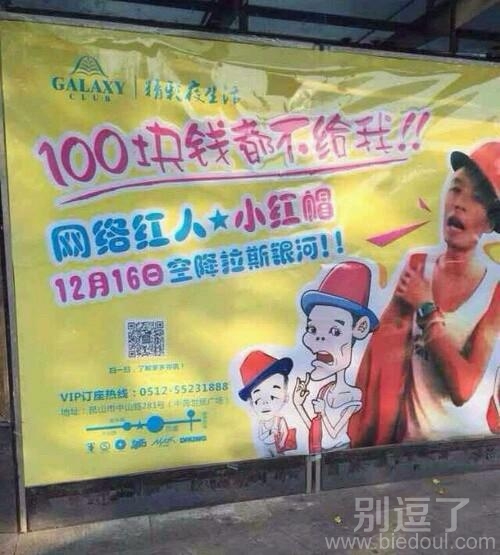 GALAXY
CLUB
精彩夜生活
100块钱都不给我!!
网络红人★小红帽
12月16日空降拉斯银河!!
VIP订座热线：0512-55231888
别逗了
www.biedoul.com